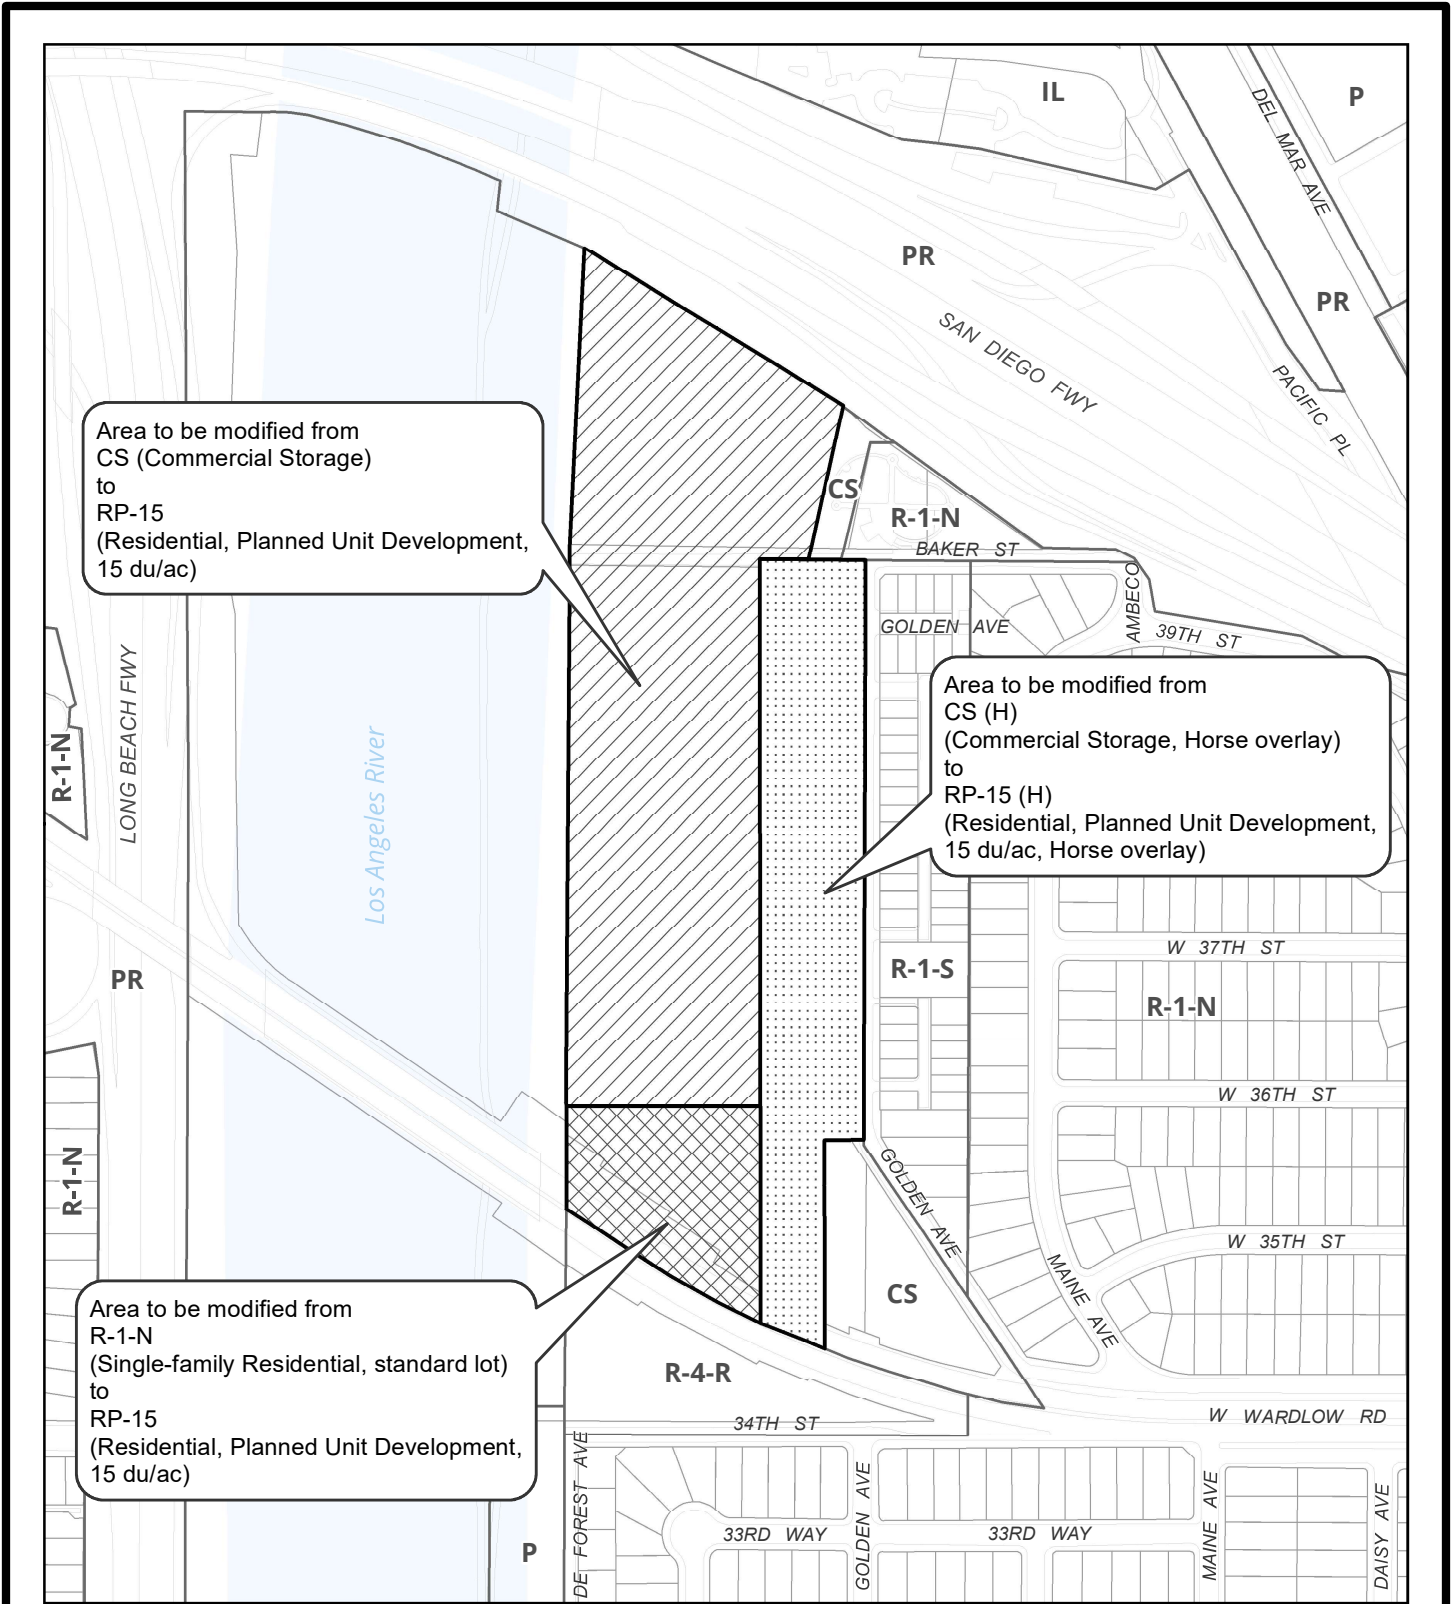 IL
P
DEL MAR AVE
PR
PR
SAN DIEGO FWY
PACIFIC PL
Area to be modified from
CS (Commercial Storage)
to
RP-15
(Residential, Planned Unit Development,
15 du/ac)
CS
R-1-N
BAKER ST
AMBECO
GOLDEN AVE
39TH ST
Area to be modified from
CS (H)
(Commercial Storage, Horse overlay)
to
RP-15 (H)
(Residential, Planned Unit Development,
15 du/ac, Horse overlay)
R-1-N
LONG BEACH FWY
Los Angeles River
W 37TH ST
PR
R-1-S
R-1-N
W 36TH ST
R-1-N
GOLDEN AVE
W 35TH ST
MAINE AVE
CS
Area to be modified from
R-1-N
(Single-family Residential, standard lot)
to
RP-15
(Residential, Planned Unit Development,
15 du/ac)
R-4-R
34TH ST
W WARDLOW RD
DE FOREST AVE
33RD WAY
GOLDEN AVE
33RD WAY
MAINE AVE
DAISY AVE
P